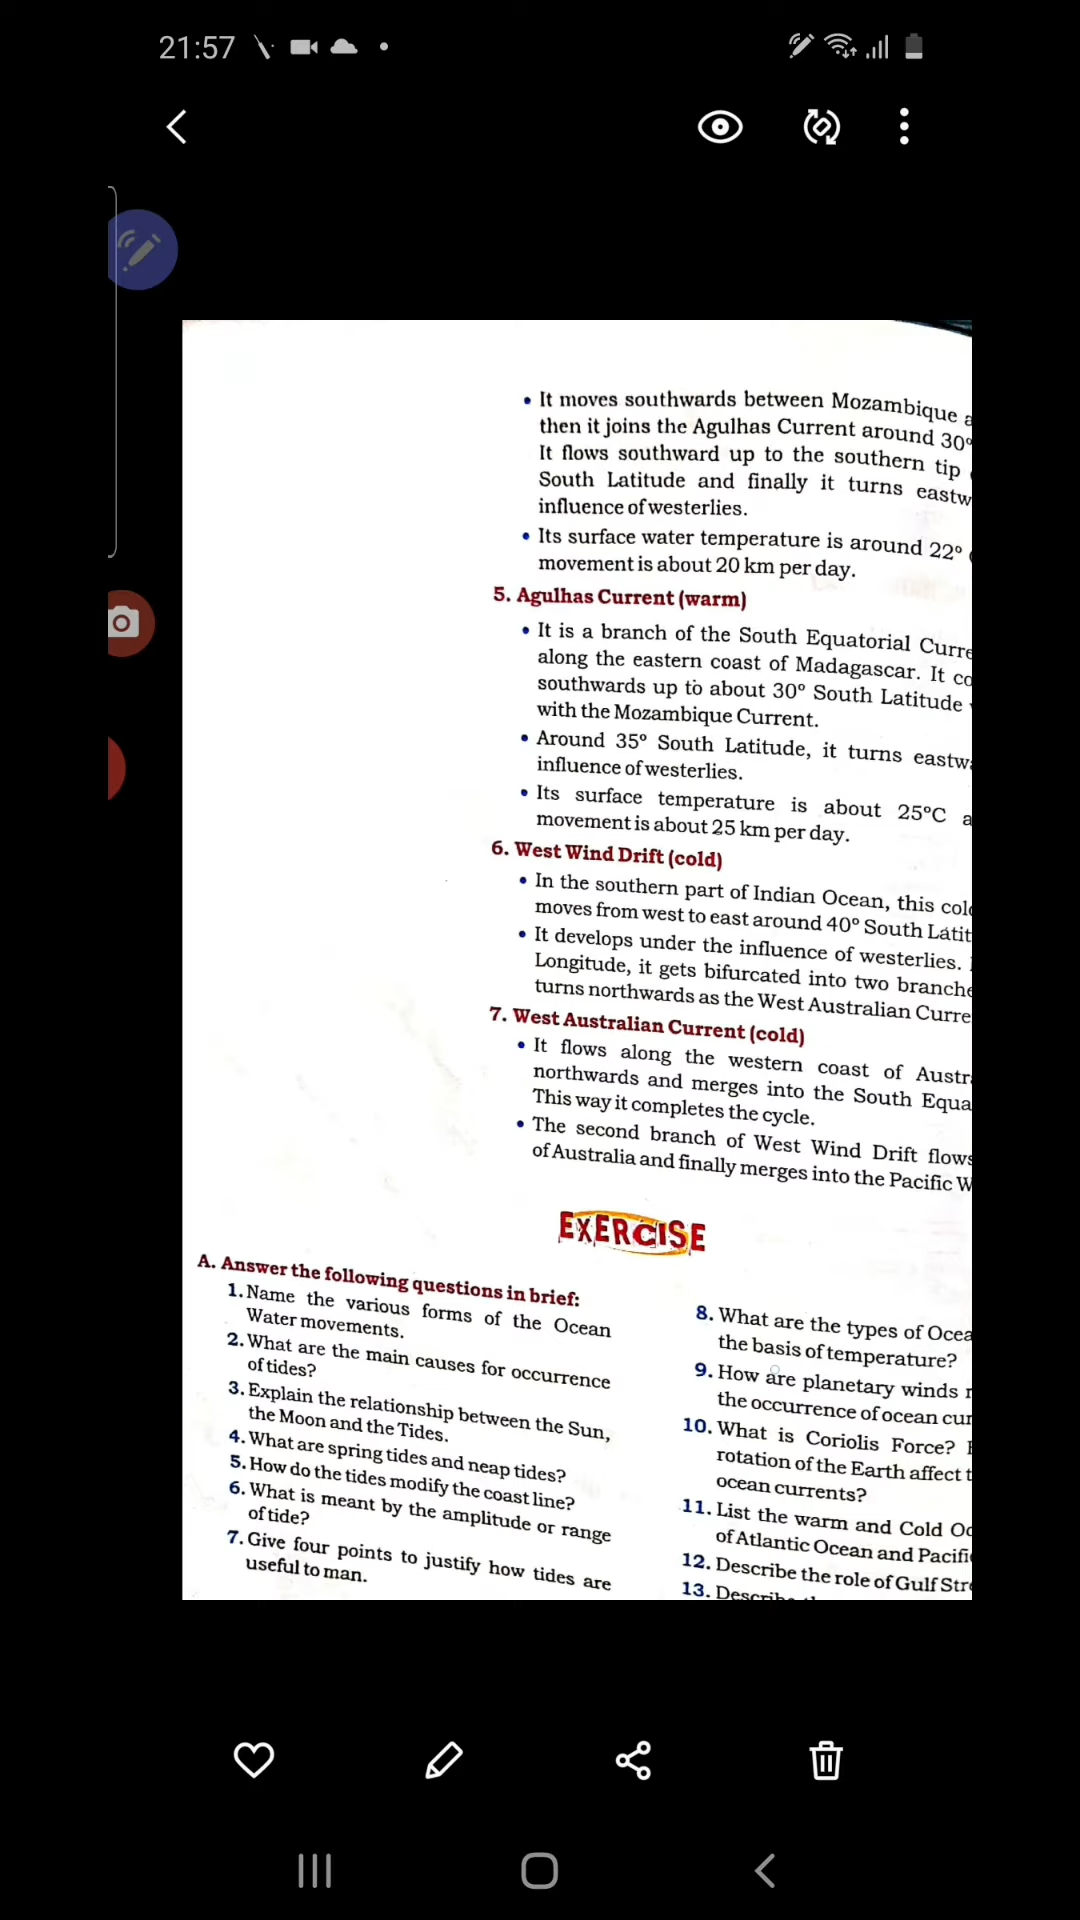 21:57
• It moves southwards between Mozambique
then it joins the Agulhas Current around 30º
It flows southward up to the southern tip
South Latitude and finally it turns
influence of westerlies.
• Its surface water temperature is around 22º
movement is about 20 km per day.
5. Agulhas Current (warm)
• It is a branch of the South Equatorial
along the eastern coast of Madagascar. It
southwards up to about 30º South Latitude
with the Mozambique Current.
• Around 35º South Latitude, it turns
influence of westerlies.
• Its surface temperature is about 25ºC
movement is about 25 km per day.
6. West Wind Drift (cold)
• In the southern part of Indian Ocean, this
moves from west to east around 40º South
• It develops under the influence of westerlies.
Longitude, it gets bifurcated into two
turns northwards as the West Australian
7. West Australian Current (cold)
• It flows along the western coast of
northwards and merges into the South
This way it completes the cycle.
• The second branch of West Wind Drift flows
of Australia and finally merges into the Pacific
EXERCISE
A. Answer the following questions in brief:
1. Name the various forms of the Ocean
Water movements.
2. What are the main causes for occurrence
of tides?
3. Explain the relationship between the Sun,
the Moon and the Tides.
4. What are spring tides and neap tides?
5. How do the tides modify the coast line?
6. What is meant by the amplitude or range
of tide?
7. Give four points to justify how tides are
useful to man.
8. What are the types of
the basis of temperature?
9. How are planetary winds
the occurrence of ocean
10. What is Coriolis Force?
rotation of the Earth affect
ocean currents?
11. List the warm and Cold
of Atlantic Ocean and
12. Describe the role of Gulf
13.